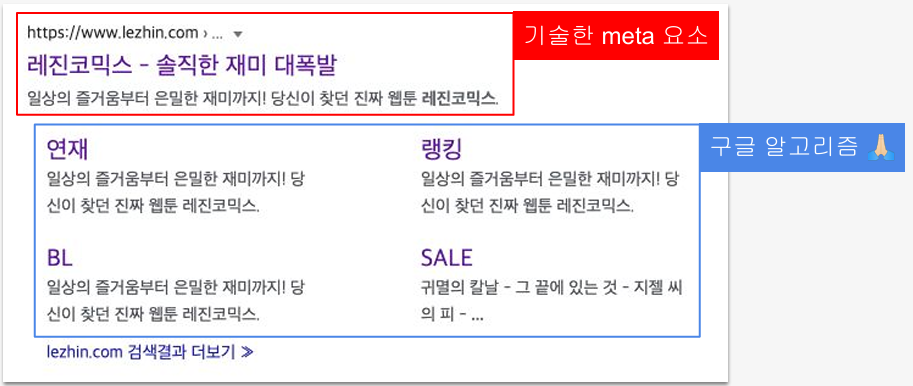 https://www.lezhin.com › ... ▼
기술한 meta 요소
레진코믹스 - 솔직한 재미 대폭발
일상의 즐거움부터 은밀한 재미까지! 당신이 찾던 진짜 웹툰 레진코믹스.
구글 알고리즘 🙏🏻
연재
일상의 즐거움부터 은밀한 재미까지! 당
신이 찾던 진짜 웹툰 레진코믹스.
랭킹
일상의 즐거움부터 은밀한 재미까지! 당
신이 찾던 진짜 웹툰 레진코믹스.
BL
일상의 즐거움부터 은밀한 재미까지! 당
신이 찾던 진짜 웹툰 레진코믹스.
SALE
귀멸의 칼날 - 그 끝에 있는 것 - 지젤 씨
의 피 - ...
lezhin.com 검색결과 더보기 ≫